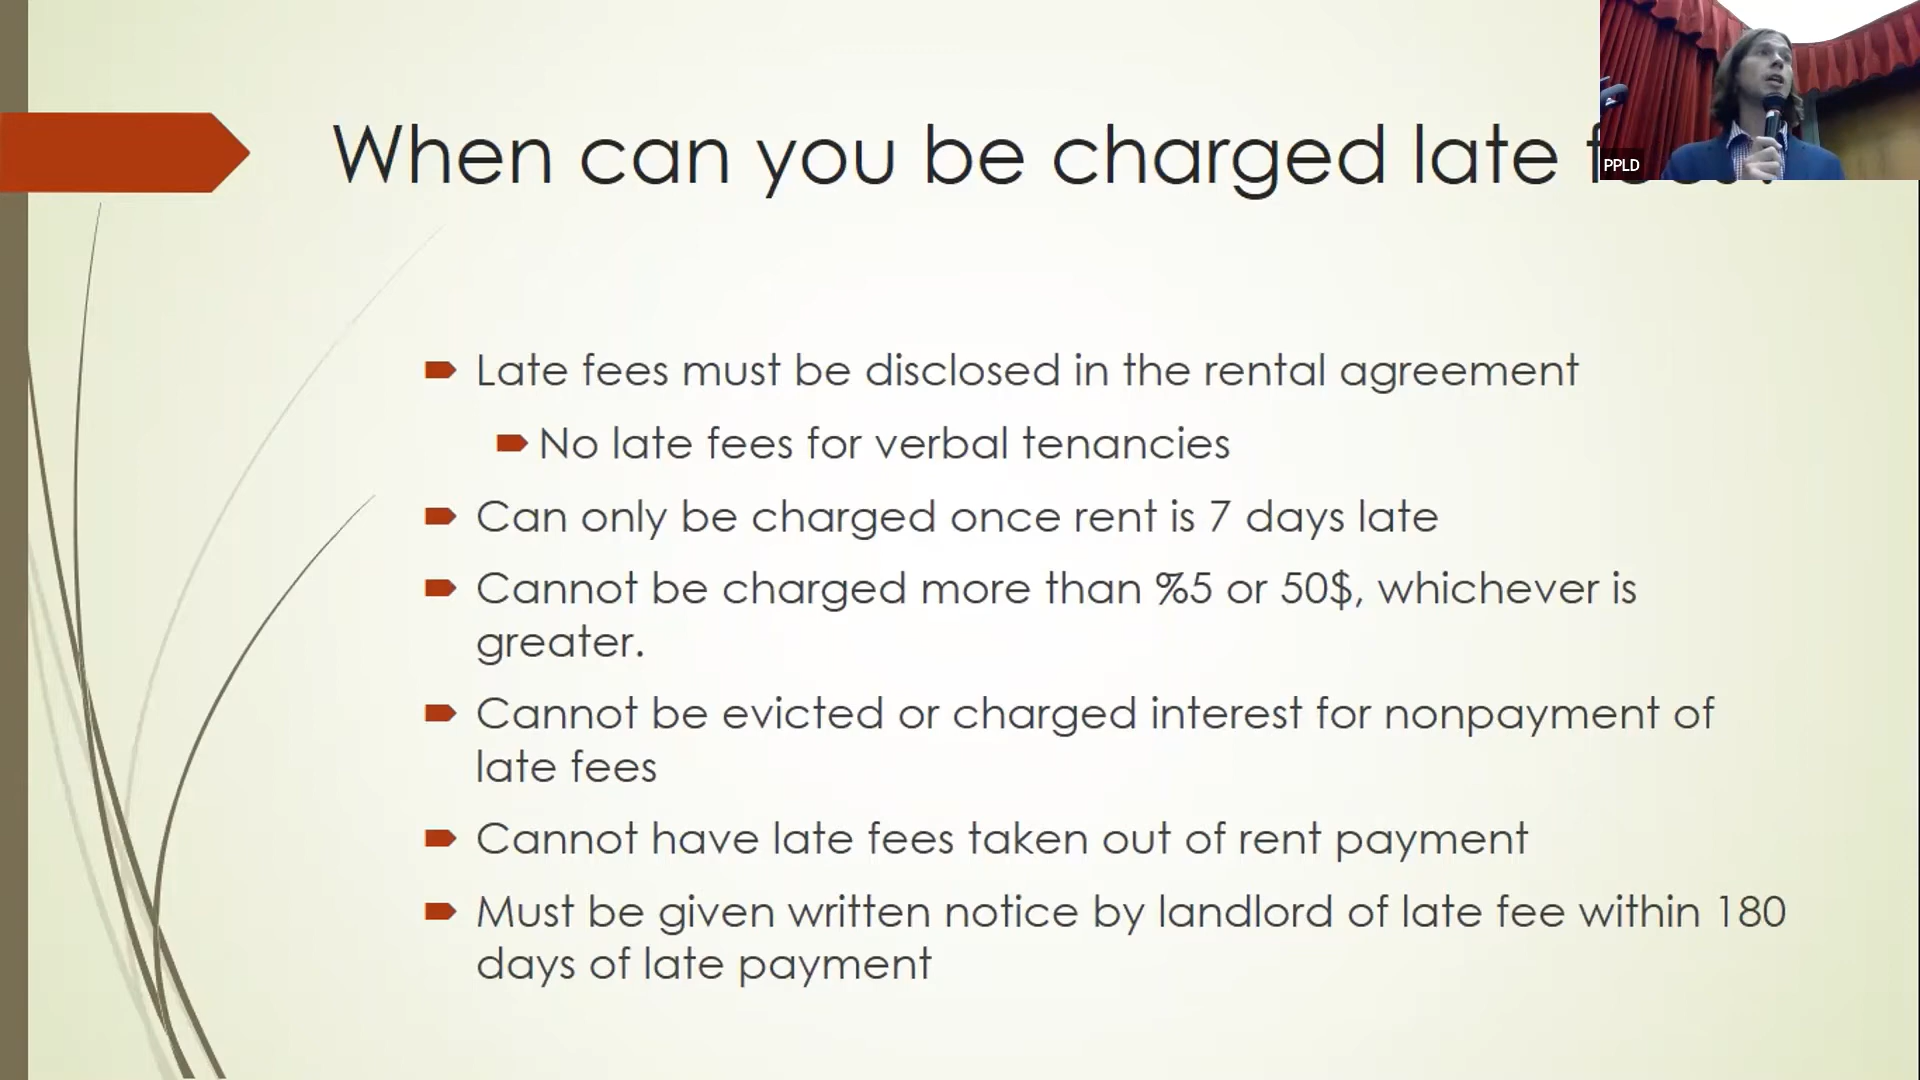 When can you be charged late
PPLD
Late fees must be disclosed in the rental agreement
No late fees for verbal tenancies
Can only be charged once rent is 7 days late
Cannot be charged more than %5 or 50$, whichever is
greater.
Cannot be evicted or charged interest for nonpayment of
late fees
Cannot have late fees taken out of rent payment
Must be given written notice by landlord of late fee within 180
days of late payment